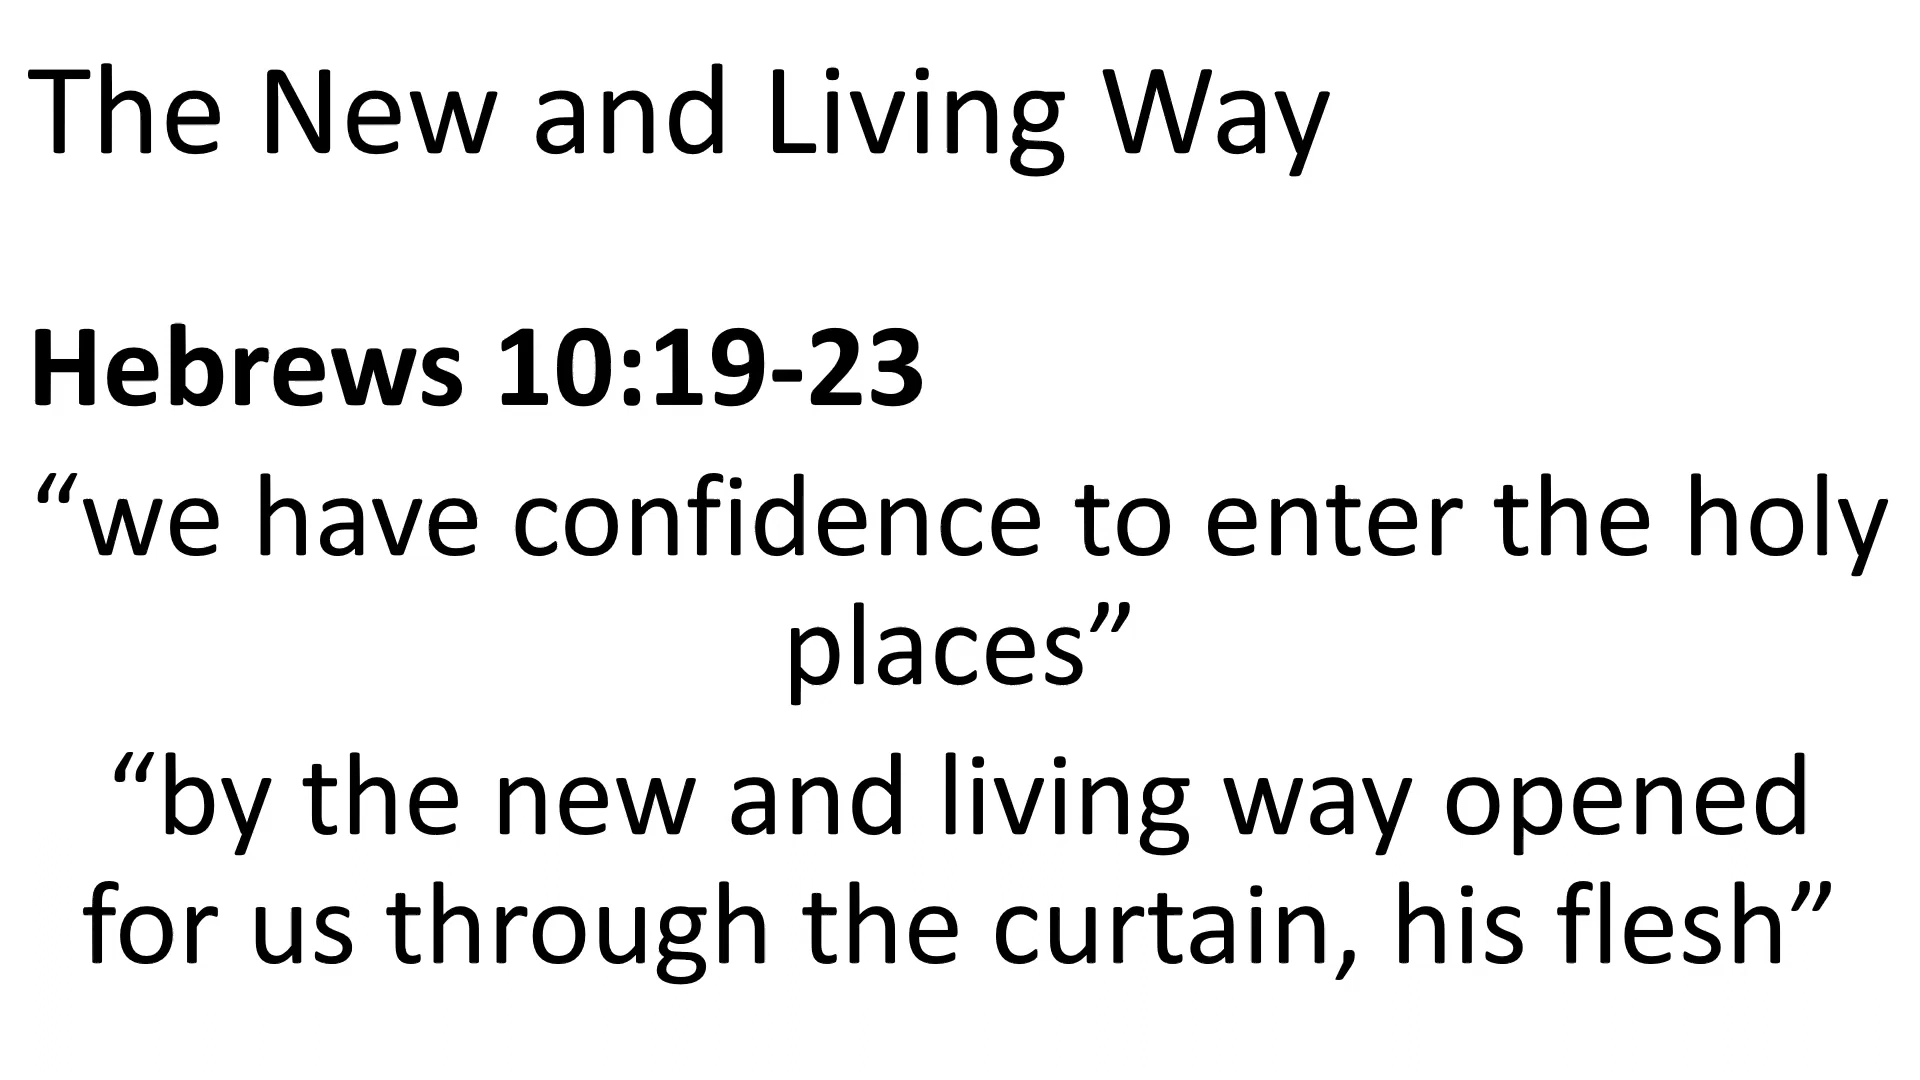 The New and Living Way
Hebrews 10:19-23
“we have confidence to enter the holy
places”
“by the new and living way opened
for us through the curtain, his flesh”